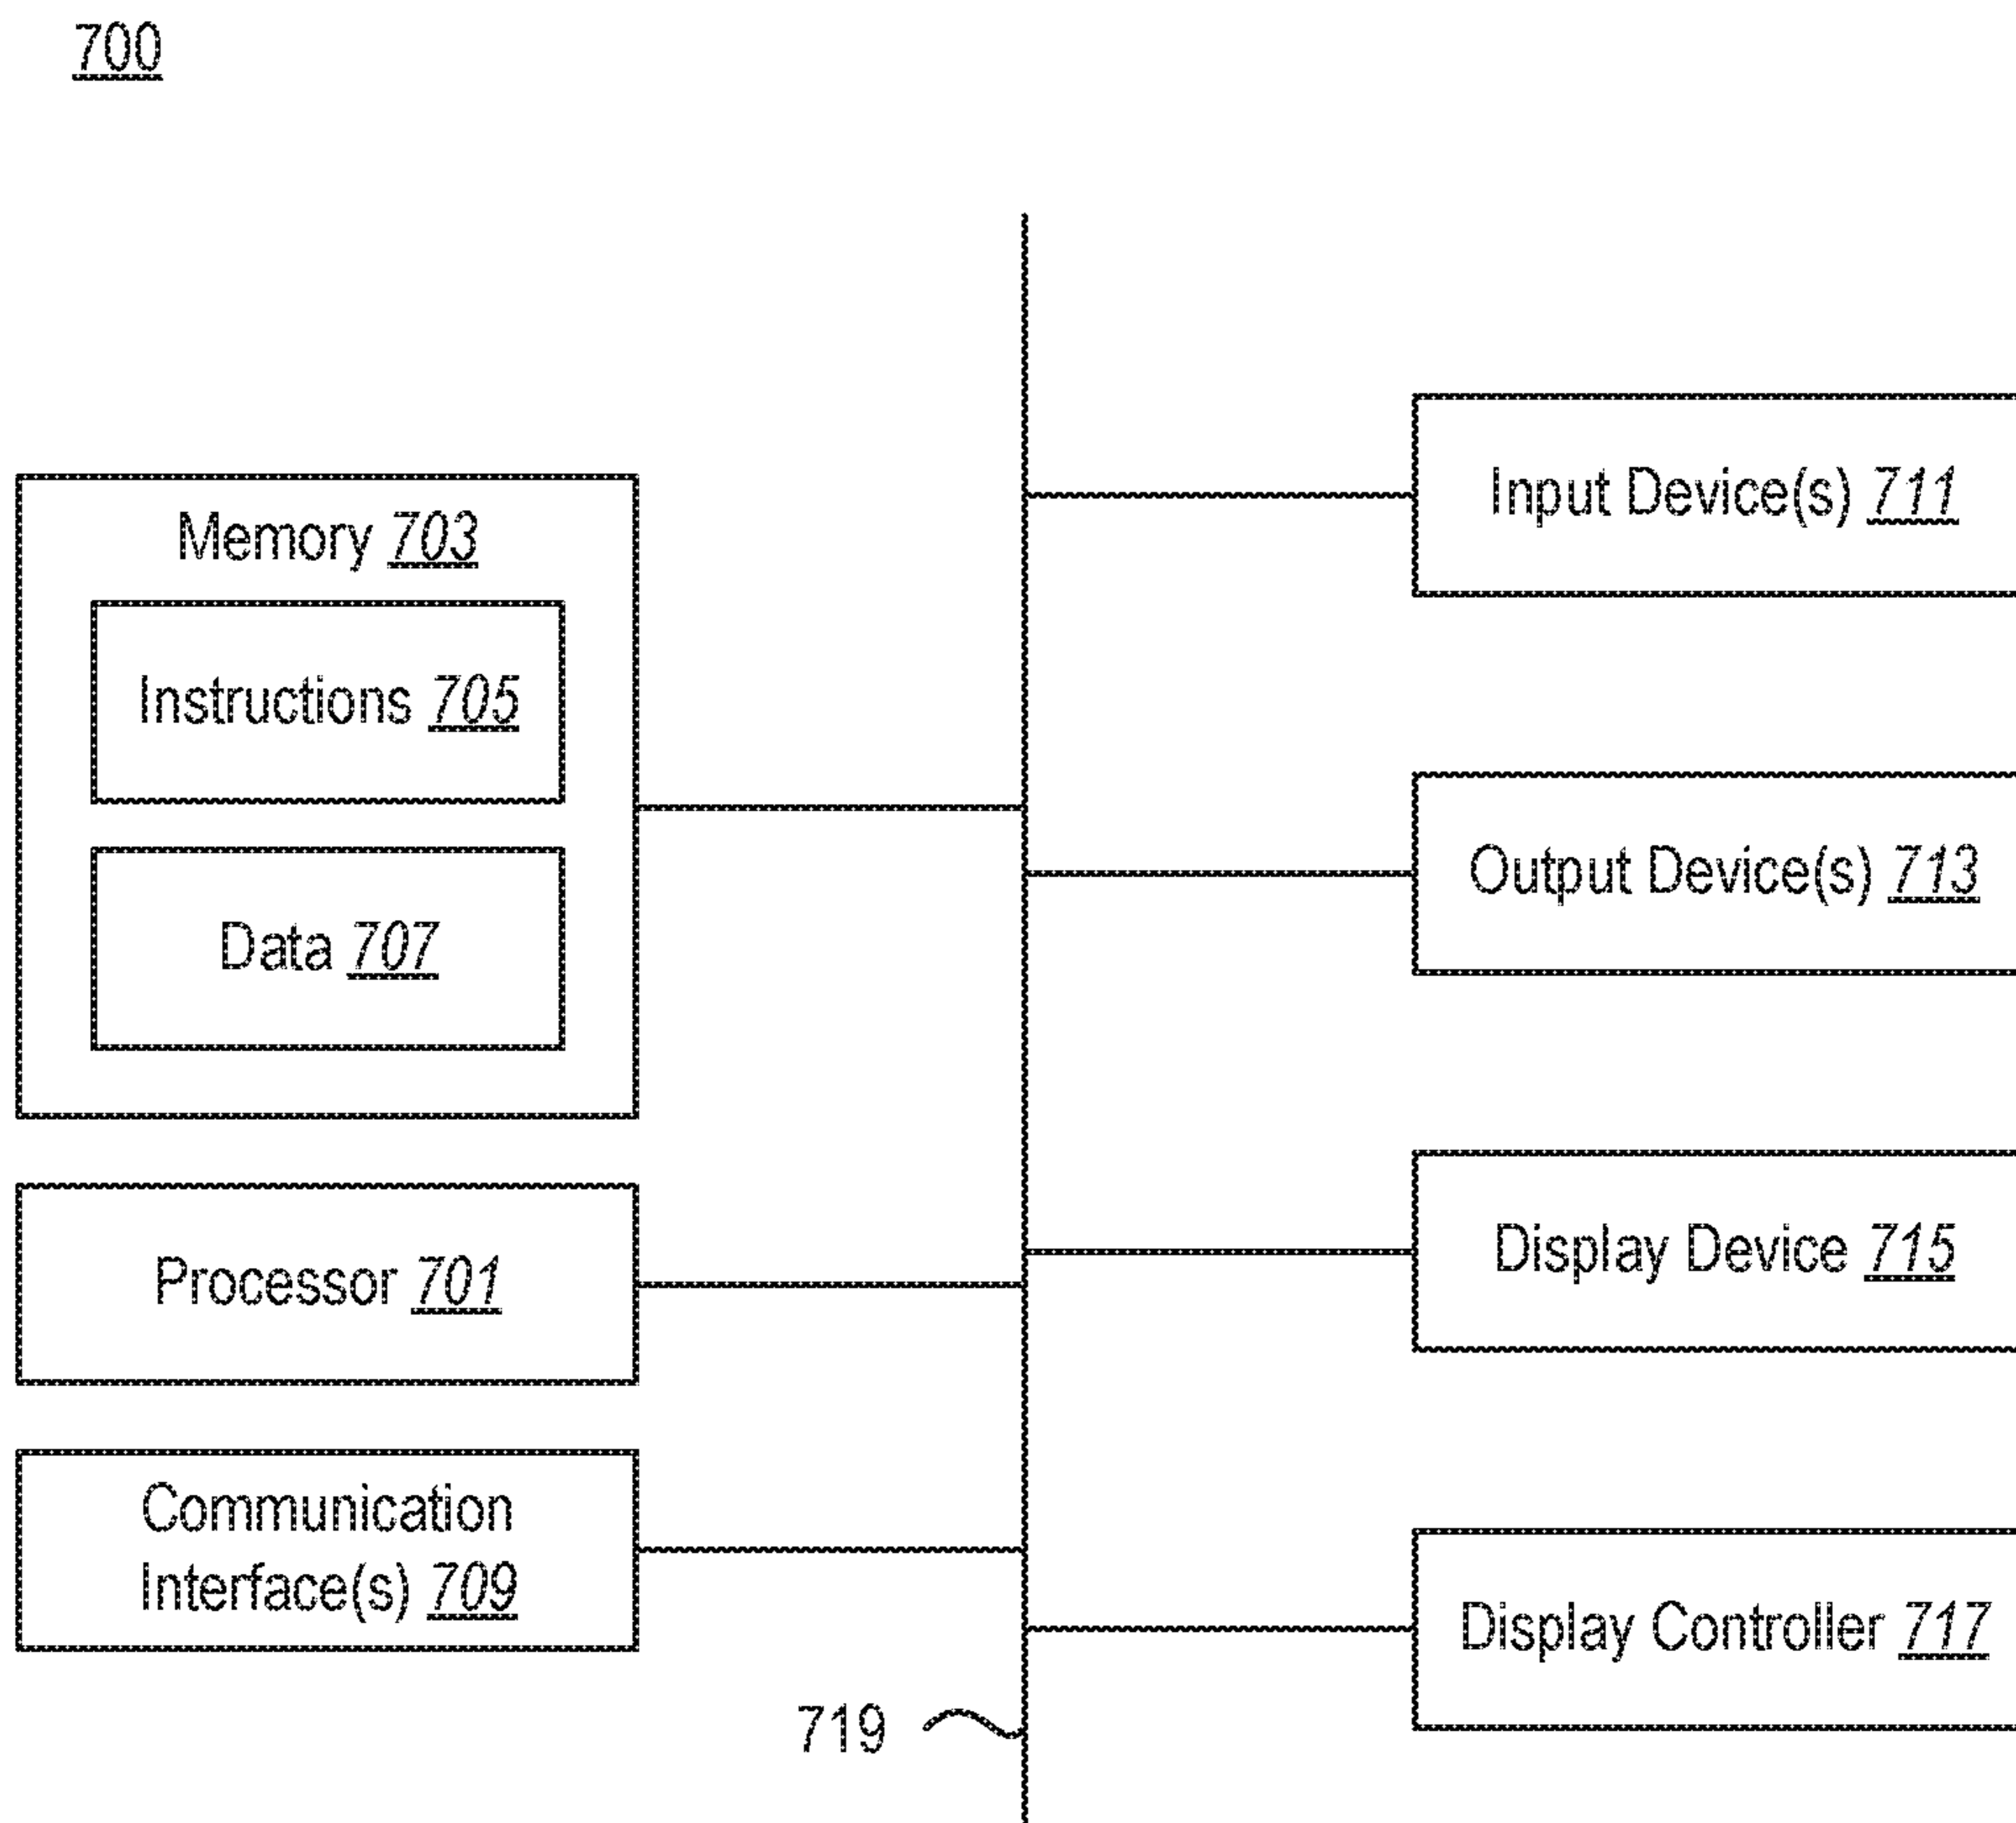 700
Memory 703
Instructions 705
Data 707
Processor 701
Communication
Interface(s) 709
Input Device(s) 711
Output Device(s) 713
Display Device 715
Display Controller 717
719